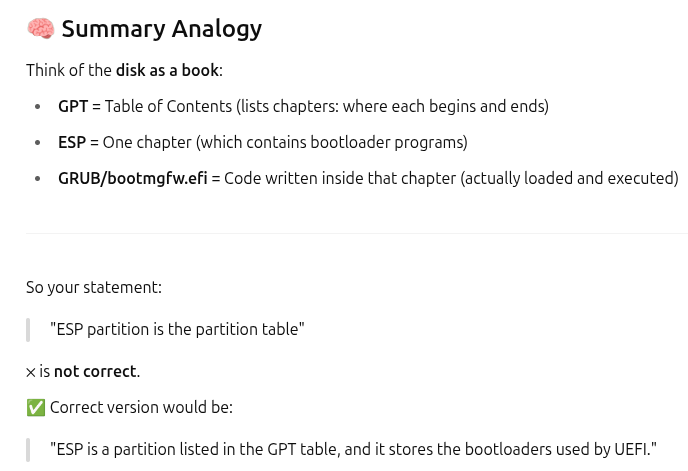 🧠 Summary Analogy
Think of the disk as a book:
• GPT = Table of Contents (lists chapters: where each begins and ends)
• ESP = One chapter (which contains bootloader programs)
• GRUB/bootmgfw.efi = Code written inside that chapter (actually loaded and executed)
So your statement:
"ESP partition is the partition table"
× is not correct.
✅ Correct version would be:
"ESP is a partition listed in the GPT table, and it stores the bootloaders used by UEFI."